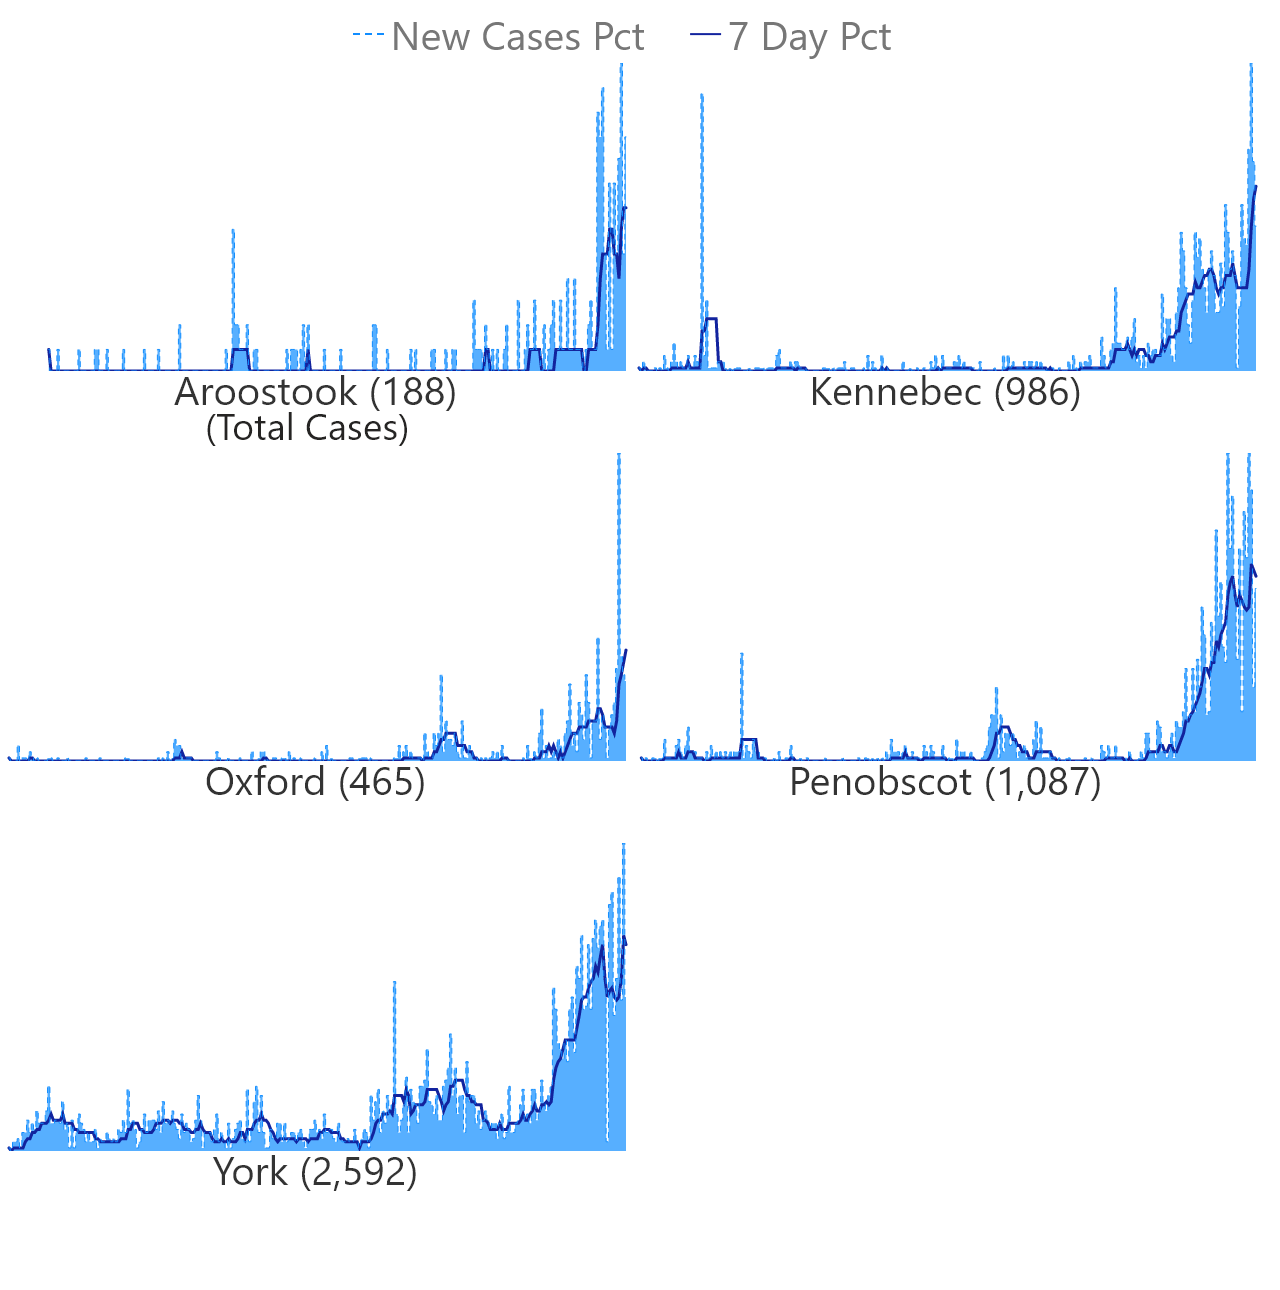 New Cases Pct 7 Day Pct
Aroostook (188)
(Total Cases)
Kennebec (986)
Oxford (465)
Penobscot (1,087)
York (2,592)